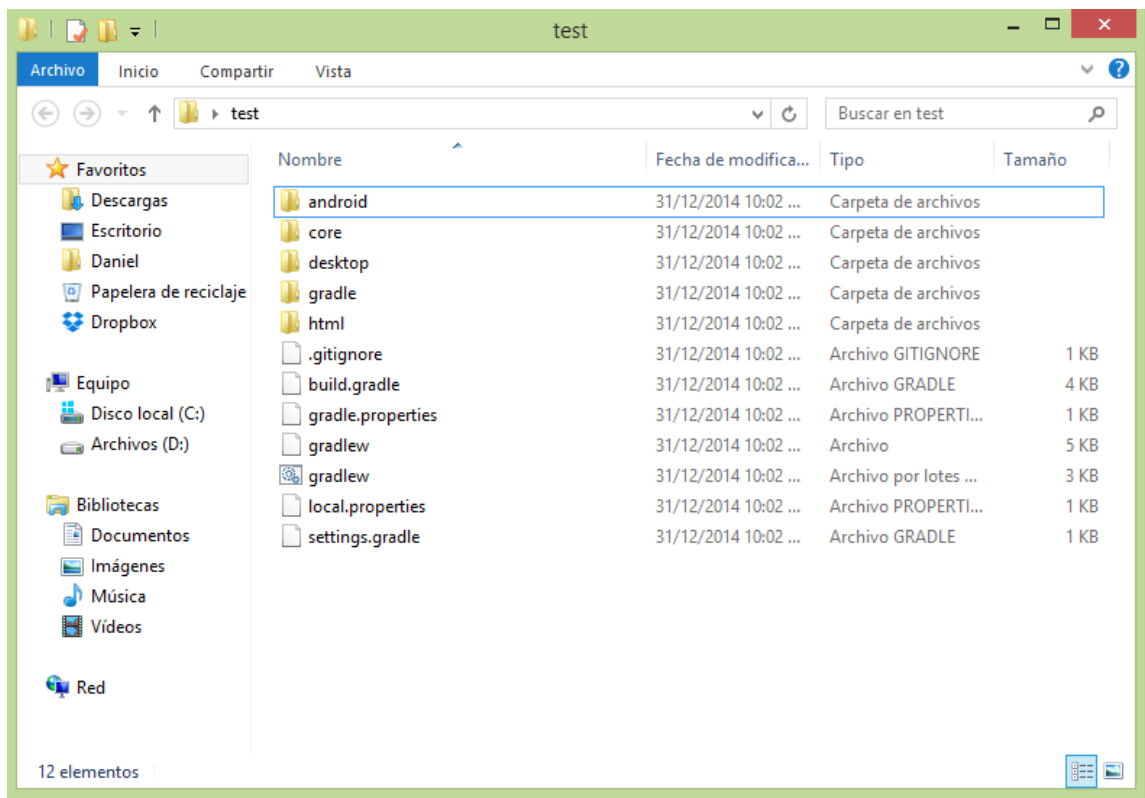 test
Archivo Inicio Compartir Vista
test Buscar en test
Nombre Fecha de modifica... Tipo Tamaño
Favoritos
Descargas
Escritorio
Daniel
Papelera de reciclaje
Dropbox
Equipo
Disco local (C:)
Archivos (D:)
Bibliotecas
Documentos
Imágenes
Música
Vídeos
Red
android 31/12/2014 10:02 ... Carpeta de archivos
core 31/12/2014 10:02 ... Carpeta de archivos
desktop 31/12/2014 10:02 ... Carpeta de archivos
gradle 31/12/2014 10:02 ... Carpeta de archivos
html 31/12/2014 10:02 ... Carpeta de archivos
.gitignore 31/12/2014 10:02 ... Archivo GITIGNORE 1 KB
build.gradle 31/12/2014 10:02 ... Archivo GRADLE 4 KB
gradle.properties 31/12/2014 10:02 ... Archivo PROPERTI... 1 KB
gradlew 31/12/2014 10:02 ... Archivo 5 KB
gradlew 31/12/2014 10:02 ... Archivo por lotes ... 3 KB
local.properties 31/12/2014 10:02 ... Archivo PROPERTI... 1 KB
settings.gradle 31/12/2014 10:02 ... Archivo GRADLE 1 KB
12 elementos